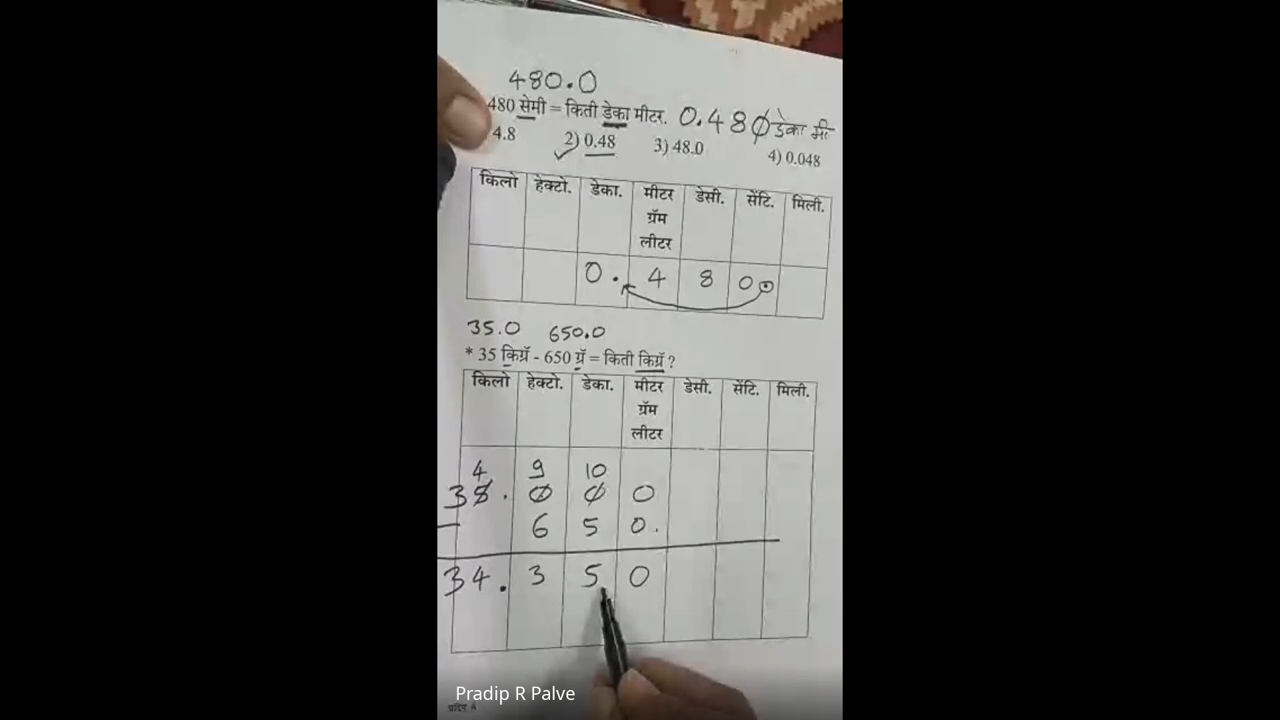 480.0
480 सेमी = किती डेका मीटर. 0.480 डेका मी
4.8 2) 0.48 3) 48.0 4) 0.048
किलो हेक्टो. डेका. मीटर डेसी. सेंटि. मिली.
ग्रॅम
लीटर
0. 4 8 0
35.0 650.0
* 35 किग्रॅ - 650 ग्रॅ = किती किग्रॅ ?
किलो हेक्टो. डेका. मीटर डेसी. सेंटि. मिली.
ग्रॅम
लीटर
4 9 10
35. 0 0 0
- 6 5 0.
34. 3 5 0
Pradip R Palve